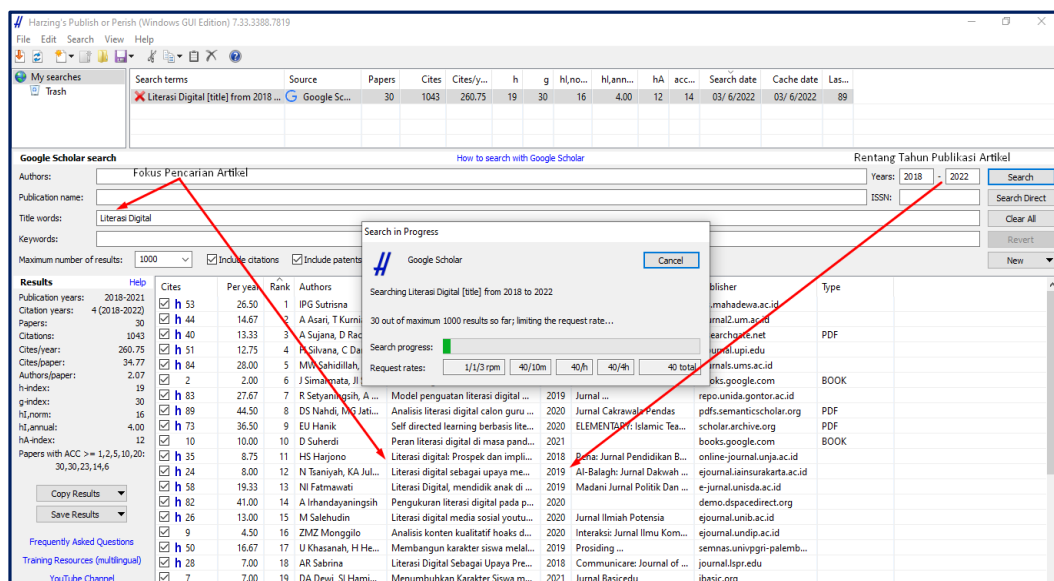 Harzing's Publish or Perish (Windows GUI Edition) 7.33.3388.7819
File Edit Search View Help
My searches
Trash
Search terms Source Papers Cites Cites/y... h g hI,no... hI,ann... hA acc... Search date Cache date Las...
Literasi Digital [title] from 2018 ... Google Sc... 30 1043 260.75 19 30 16 4.00 12 14 03/ 6/2022 03/ 6/2022 89
Google Scholar search How to search with Google Scholar Rentang Tahun Publikasi Artikel
Authors: Fokus Pencarian Artikel Years: 2018 - 2022 Search
Publication name: ISSN: Search Direct
Title words: Literasi Digital Clear All
Keywords: Revert
Maximum number of results: 1000 Include citations Include patents New
Search in Progress
Google Scholar Cancel
Searching Literasi Digital [title] from 2018 to 2022
30 out of maximum 1000 results so far; limiting the request rate...
Search progress:
Request rates: 1/1/3 rpm 40/10m 40/h 40/4h 40 total
Results Help
Publication years: 2018-2021
Citation years: 4 (2018-2022)
Papers: 30
Citations: 1043
Cites/year: 260.75
Cites/paper: 34.77
Authors/paper: 2.07
h-index: 19
g-index: 30
hI,norm: 16
hI,annual: 4.00
hA-index: 12
Papers with ACC >= 1,2,5,10,20:
30,30,23,14,6
Copy Results
Save Results
Frequently Asked Questions
Training Resources (multilingual)
YouTube Channel
Cites Per year Rank Authors Type
h 53 26.50 1 IPG Sutrisna .mahadewa.ac.id
h 44 14.67 2 A Asari, T Kurni
h 40 13.33 3 A Sujana, D Rac PDF
h 51 12.75 4 H Silvana, C Da
h 84 28.00 5 MW Sahidillah,
2 2.00 6 J Simarmata, JI books.google.com BOOK
h 83 27.67 7 R Setyaningsih, A ... Model penguatan literasi digital ... 2019 Jurnal ... repo.unida.gontor.ac.id
h 89 44.50 8 DS Nahdi, MG Jati... Analisis literasi digital calon guru ... 2020 Jurnal Cakrawala Pendas pdfs.semanticscholar.org PDF
h 73 36.50 9 EU Hanik Self directed learning berbasis lite... 2020 ELEMENTARY: Islamic Tea... scholar.archive.org PDF
10 10.00 10 D Suherdi Peran literasi digital di masa pand... 2021 books.google.com BOOK
h 35 8.75 11 HS Harjono Literasi digital: Prospek dan impli... 2018 Pena: Jurnal Pendidikan B... online-journal.unja.ac.id
h 24 8.00 12 N Tsaniyah, KA Jul... Literasi digital sebagai upaya me... 2019 Al-Balagh: Jurnal Dakwah ... ejournal.iainsurakarta.ac.id
h 58 19.33 13 NI Fatmawati Literasi Digital, mendidik anak di ... 2019 Madani Jurnal Politik Dan ... e-jurnal.unisda.ac.id
h 82 41.00 14 A Irhandayaningsih Pengukuran literasi digital pada p... 2020 demo.dspacedirect.org
h 26 13.00 15 M Salehudin Literasi digital media sosial youtu... 2020 Jurnal Ilmiah Potensia ejournal.unib.ac.id
9 4.50 16 ZMZ Monggilo Analisis konten kualitatif hoaks d... 2020 Interaksi: Jurnal Ilmu Kom... ejournal.undip.ac.id
h 50 16.67 17 U Khasanah, H He... Membangun karakter siswa melal... 2019 Prosiding ... semnas.univpgri-palemb...
h 28 7.00 18 AR Sabrina Literasi Digital Sebagai Upaya Pre... 2018 Communicare: Journal of ... journal.lspr.edu
7 7.00 19 DA Dewi, SI Hami... Menumbuhkan Karakter Siswa m... 2021 Jurnal Basicedu jbasic.org